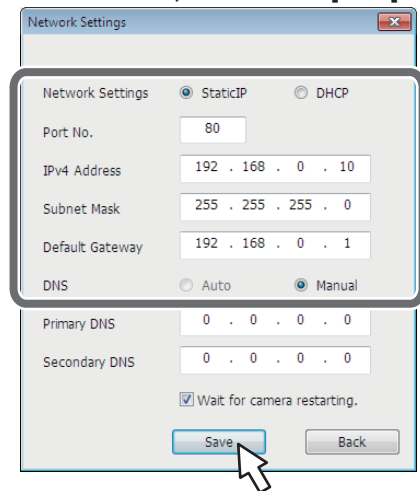 Network Settings
Network Settings StaticIP DHCP
Port No. 80
IPv4 Address 192 . 168 . 0 . 10
Subnet Mask 255 . 255 . 255 . 0
Default Gateway 192 . 168 . 0 . 1
DNS Auto Manual
Primary DNS 0 . 0 . 0 . 0
Secondary DNS 0 . 0 . 0 . 0
Wait for camera restarting.
Save Back